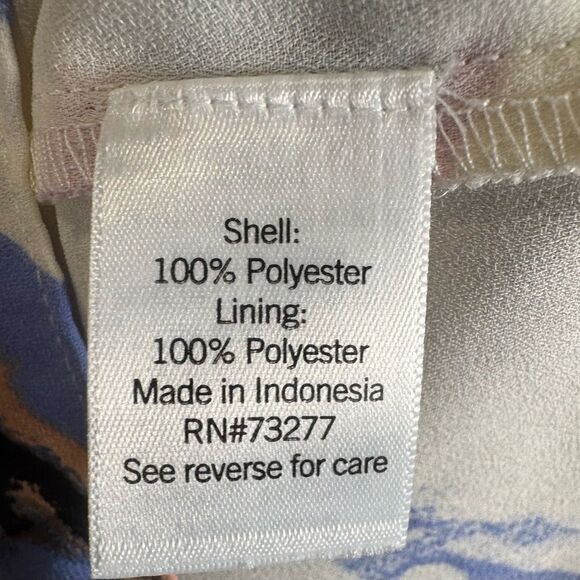 Shell:
100% Polyester
Lining:
100% Polyester
Made in Indonesia
RN#73277
See reverse for care